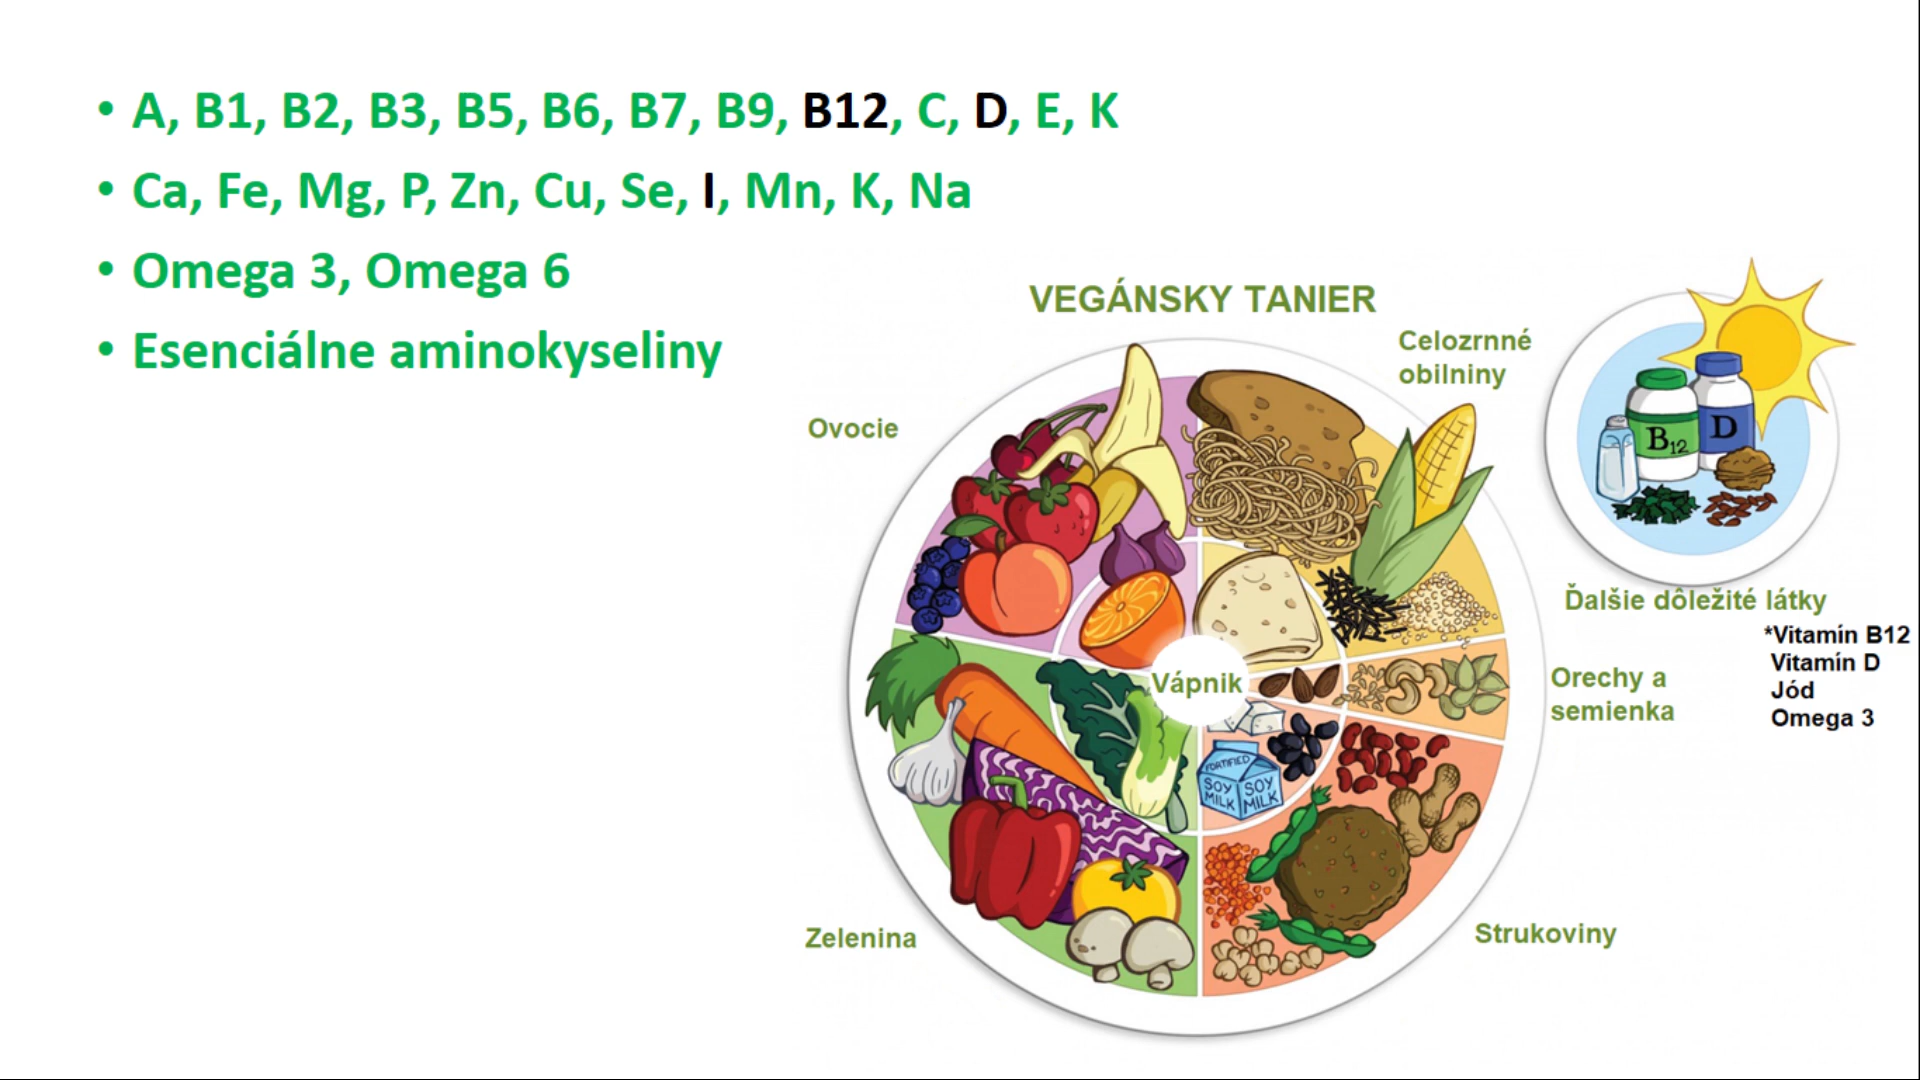 • A, B1, B2, B3, B5, B6, B7, B9, B12, C, D, E, K
• Ca, Fe, Mg, P, Zn, Cu, Se, I, Mn, K, Na
• Omega 3, Omega 6
• Esenciálne aminokyseliny
VEGÁNSKY TANIER
Celozrnné
obilniny
Ovocie
B12
D
Ďalšie dôležité látky
*Vitamín B12
Vitamín D
Jód
Omega 3
Orechy a
semienka
Vápnik
FORTIFIED
SOY
MILK
SOY
MILK
Zelenina
Strukoviny